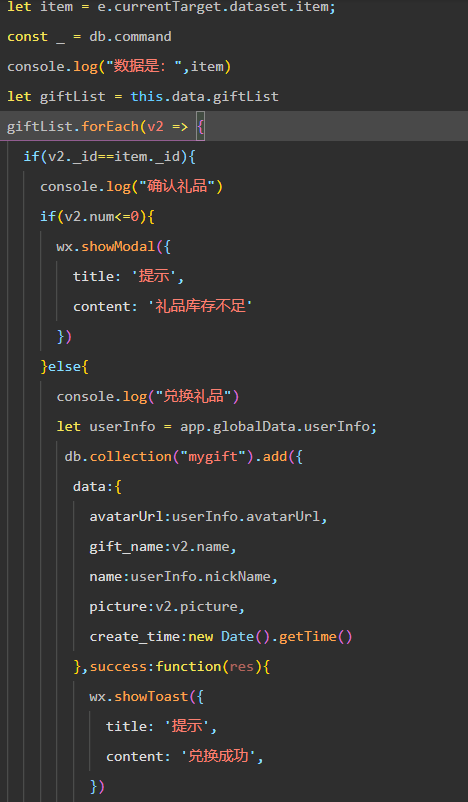 let item = e.currentTarget.dataset.item;
const _ = db.command
console.log("数据是: ",item)
let giftList = this.data.giftList
giftList.forEach(v2 => {
if(v2._id==item._id){
console.log("确认礼品")
if(v2.num<=0){
wx.showModal({
title: '提示',
content: '礼品库存不足'
})
}else{
console.log("兑换礼品")
let userInfo = app.globalData.userInfo;
db.collection("mygift").add({
data:{
avatarUrl:userInfo.avatarUrl,
gift_name:v2.name,
name:userInfo.nickName,
picture:v2.picture,
create_time:new Date().getTime()
},success:function(res){
wx.showToast({
title: '提示',
content: '兑换成功',
})